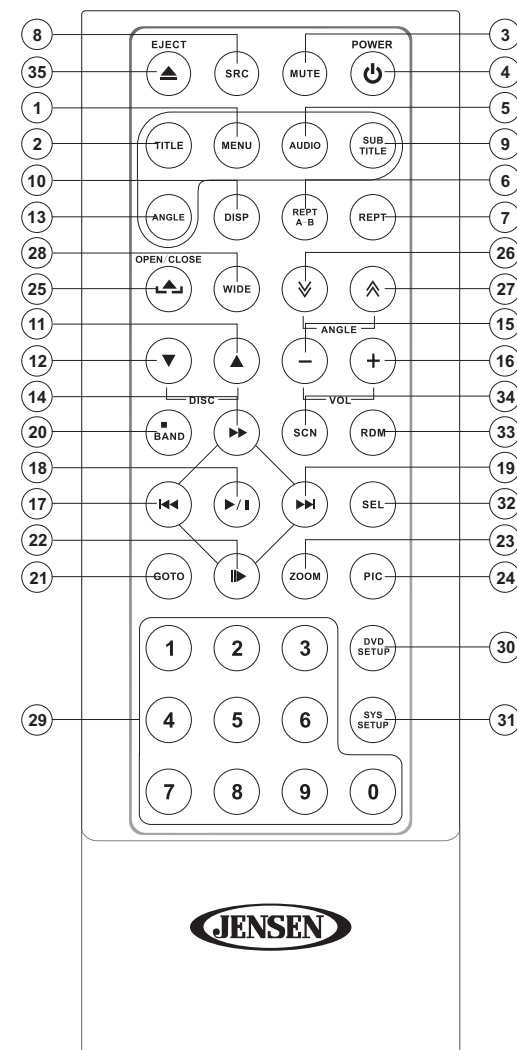 8
3
EJECT
POWER
35
SRC
MUTE
4
1
5
2
TITLE
MENU
AUDIO
SUB
TITLE
9
10
6
13
ANGLE
DISP
REPT
A-B
REPT
7
28
OPEN/CLOSE
26
25
WIDE
27
11
ANGLE
15
12
−
+
16
14
DISC
VOL
34
20
BAND
SCN
RDM
33
18
19
17
SEL
32
22
23
21
GOTO
ZOOM
PIC
24
1
2
3
DVD
SETUP
30
29
4
5
6
SYS
SETUP
31
7
8
9
0
JENSEN